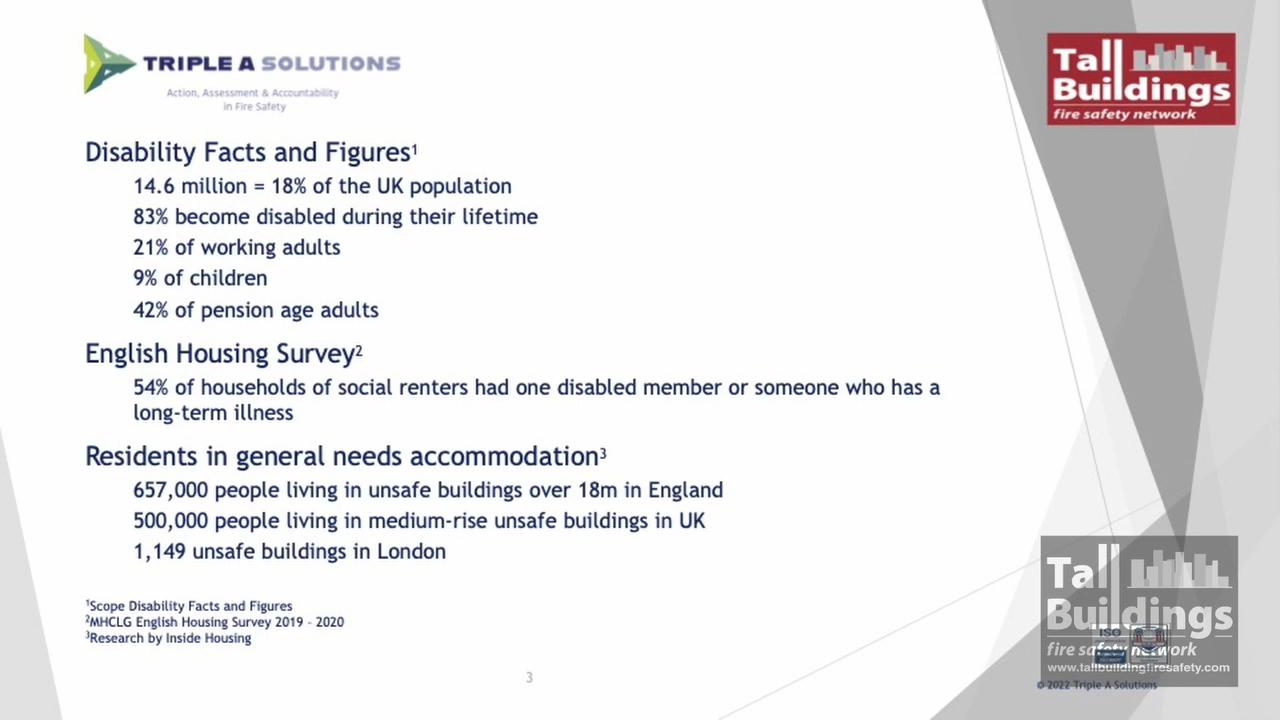 TRIPLE A SOLUTIONS
Action, Assessment & Accountability
in Fire Safety
Tall
Buildings
fire safety network
Disability Facts and Figures¹
14.6 million = 18% of the UK population
83% become disabled during their lifetime
21% of working adults
9% of children
42% of pension age adults
English Housing Survey²
54% of households of social renters had one disabled member or someone who has a
long-term illness
Residents in general needs accommodation³
657,000 people living in unsafe buildings over 18m in England
500,000 people living in medium-rise unsafe buildings in UK
1,149 unsafe buildings in London
¹Scope Disability Facts and Figures
²MHCLG English Housing Survey 2019 – 2020
³Research by Inside Housing
3
Tall
Buildings
ISO
fire safety network
www.tallbuildingfiresafety.com
© 2022 Triple A Solutions